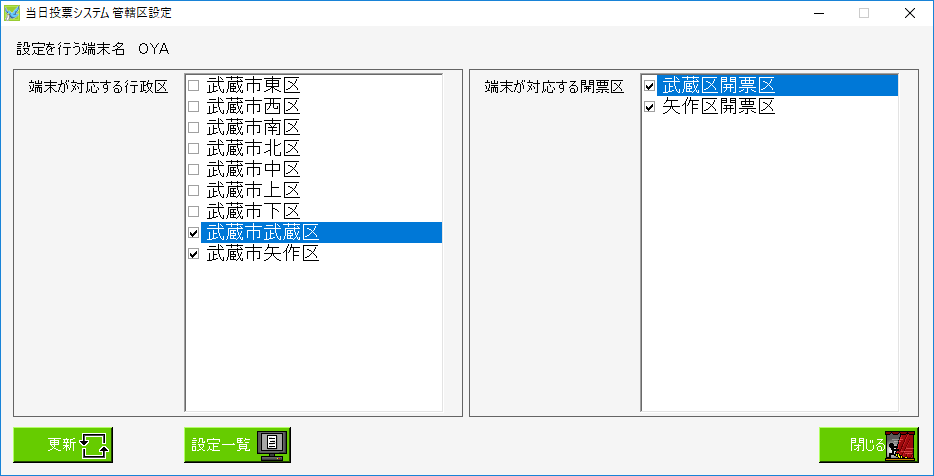 当日投票システム 管轄区設定
設定を行う端末名 OYA
端末が対応する行政区
武蔵市東区
武蔵市西区
武蔵市南区
武蔵市北区
武蔵市中区
武蔵市上区
武蔵市下区
武蔵市武蔵区
武蔵市矢作区
端末が対応する開票区
武蔵区開票区
矢作区開票区
更新
設定一覧
閉じる